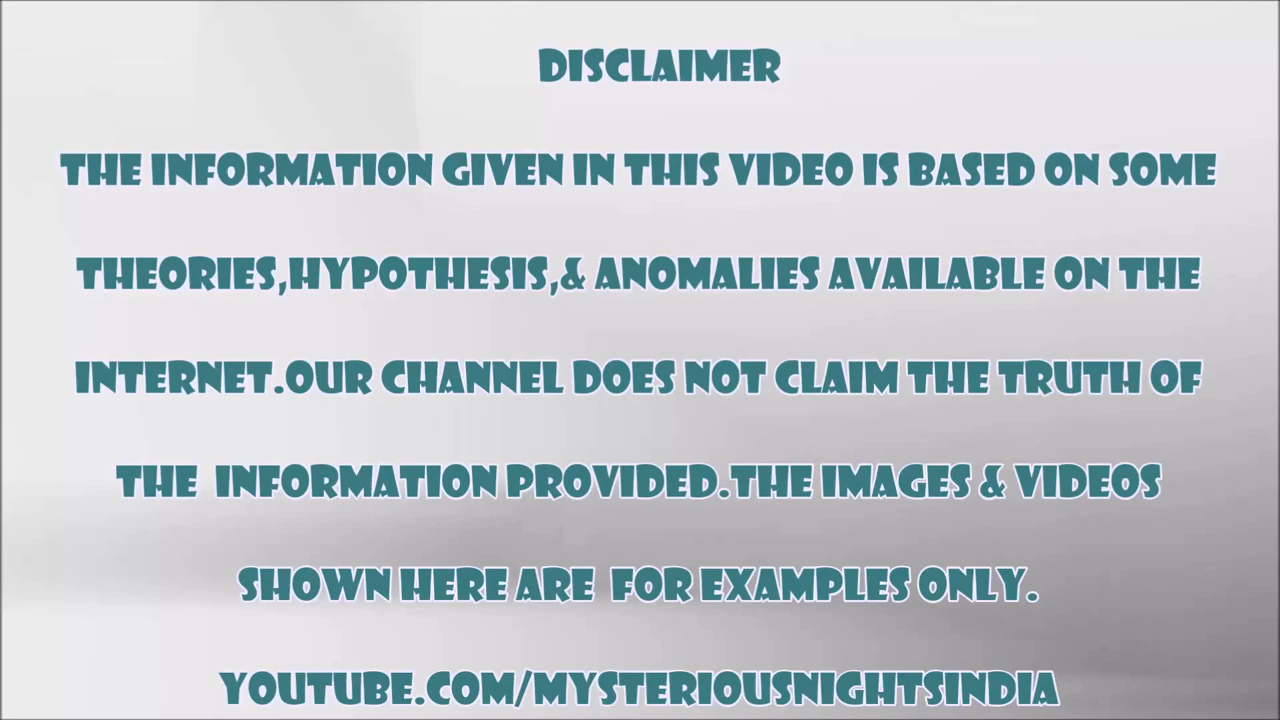 DISCLAIMER
THE INFORMATION GIVEN IN THIS VIDEO IS BASED ON SOME
THEORIES,HYPOTHESIS,& ANOMALIES AVAILABLE ON THE
INTERNET.OUR CHANNEL DOES NOT CLAIM THE TRUTH OF
THE INFORMATION PROVIDED.THE IMAGES & VIDEOS
SHOWN HERE ARE FOR EXAMPLES ONLY.
YOUTUBE.COM/MYSTERIOUSNIGHTSINDIA